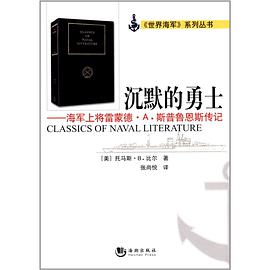 《世界海军》系列丛书
CLASSICS
OF
NAVAL
LITERATURE
沉默的勇士
——海军上将雷蒙德·A.斯普鲁恩斯传记
CLASSICS OF NAVAL LITERATURE
[美] 托马斯·B·比尔 著
张尚悦 译
海潮出版社